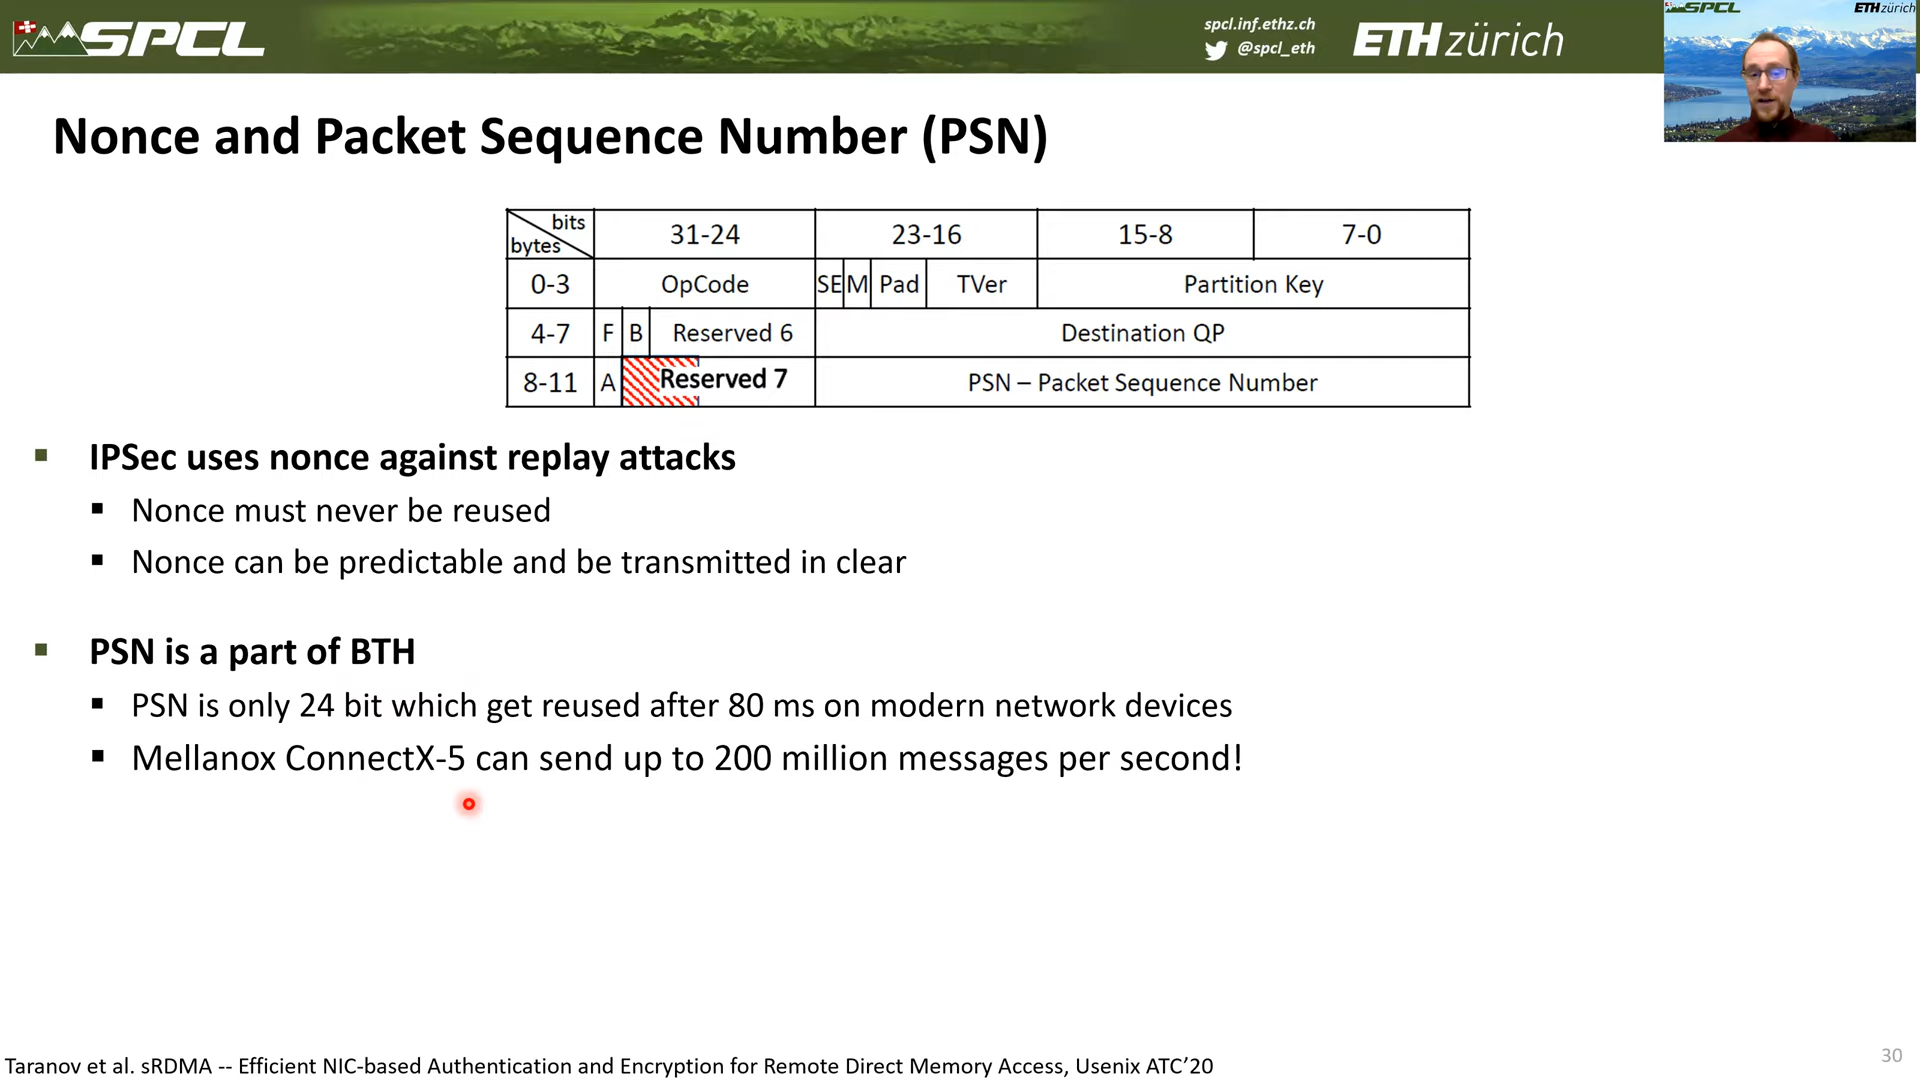 SPCL
spcl.inf.ethz.ch
@spcl_eth
ETH zürich
SPCL
ETH zürich
Nonce and Packet Sequence Number (PSN)
bits
bytes
31-24 23-16 15-8 7-0
0-3 OpCode SE M Pad TVer Partition Key
4-7 F B Reserved 6 Destination QP
8-11 A Reserved 7 PSN – Packet Sequence Number
IPSec uses nonce against replay attacks
Nonce must never be reused
Nonce can be predictable and be transmitted in clear
PSN is a part of BTH
PSN is only 24 bit which get reused after 80 ms on modern network devices
Mellanox ConnectX-5 can send up to 200 million messages per second!
Taranov et al. sRDMA -- Efficient NIC-based Authentication and Encryption for Remote Direct Memory Access, Usenix ATC’20
30